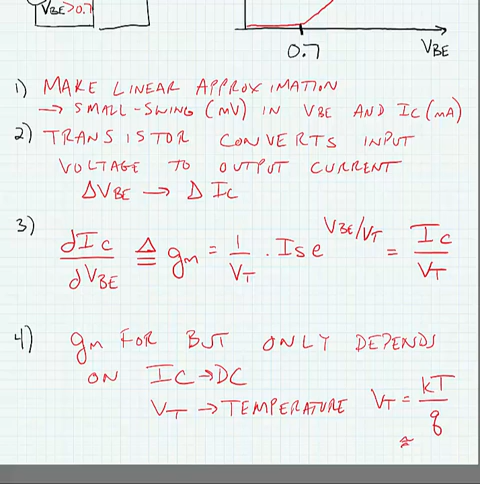 VBE>0.7
0.7
VBE
1) MAKE LINEAR APPROXIMATION
→ SMALL-SWING (mV) IN VBE AND IC (mA)
2) TRANSISTOR CONVERTS INPUT
VOLTAGE TO OUTPUT CURRENT
ΔVBE → Δ IC
3) dIC/dVBE ≜ gm = 1/VT · IS e^VBE/VT = IC/VT
4) gm FOR BJT ONLY DEPENDS
ON IC → DC
VT → TEMPERATURE VT = kT/q
≈